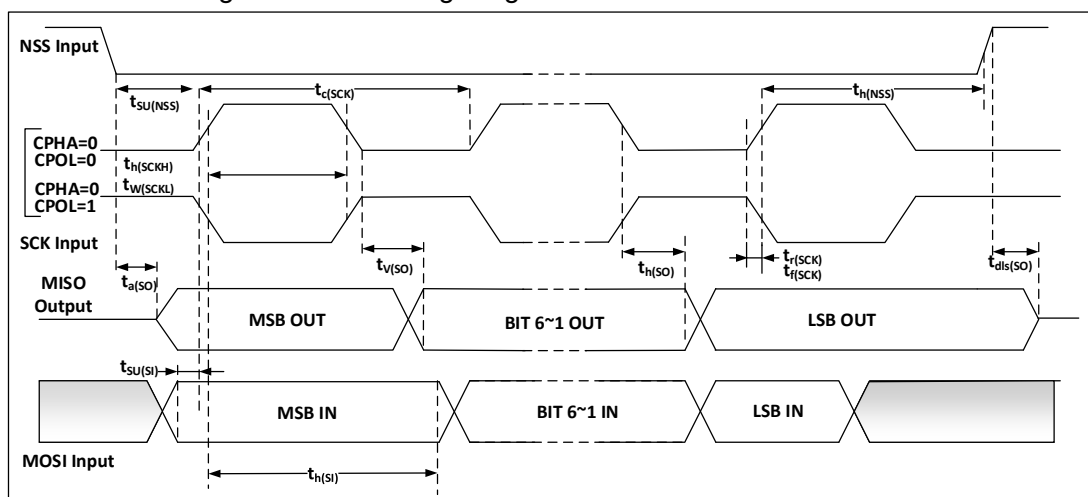 NSS Input
tSU(NSS)
tc(SCK)
th(NSS)
CPHA=0
CPOL=0
th(SCKH)
CPHA=0
tW(SCKL)
CPOL=1
SCK Input
tV(SO)
th(SO)
tr(SCK)
tf(SCK)
tdIs(SO)
ta(SO)
MISO
Output
MSB OUT
BIT 6~1 OUT
LSB OUT
tSU(SI)
MSB IN
BIT 6~1 IN
LSB IN
MOSI Input
th(SI)